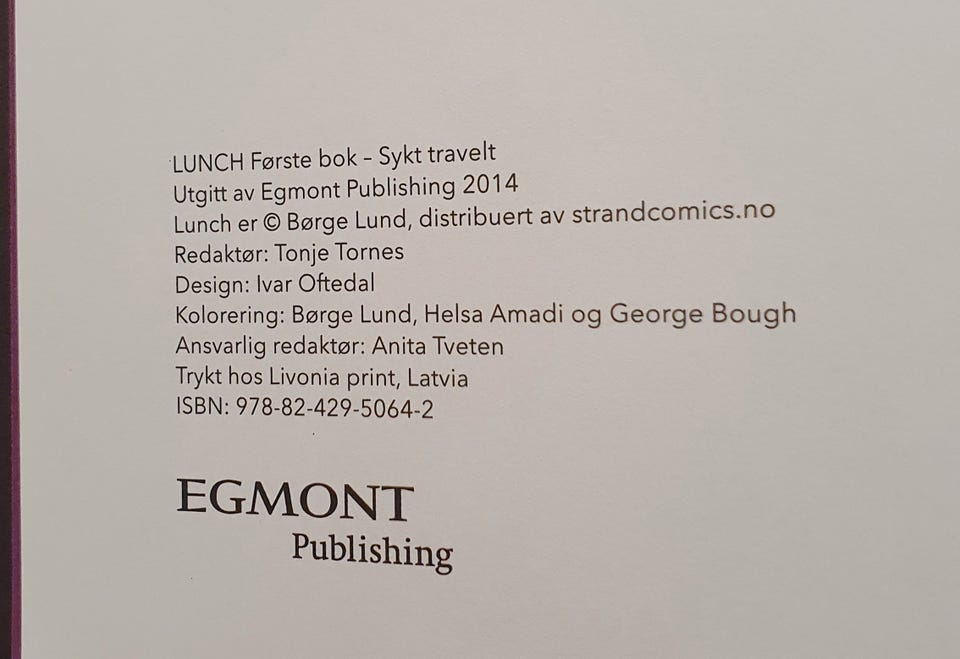 LUNCH Første bok – Sykt travelt
Utgitt av Egmont Publishing 2014
Lunch er © Børge Lund, distribuert av strandcomics.no
Redaktør: Tonje Tornes
Design: Ivar Oftedal
Kolorering: Børge Lund, Helsa Amadi og George Bough
Ansvarlig redaktør: Anita Tveten
Trykt hos Livonia print, Latvia
ISBN: 978-82-429-5064-2
EGMONT
Publishing